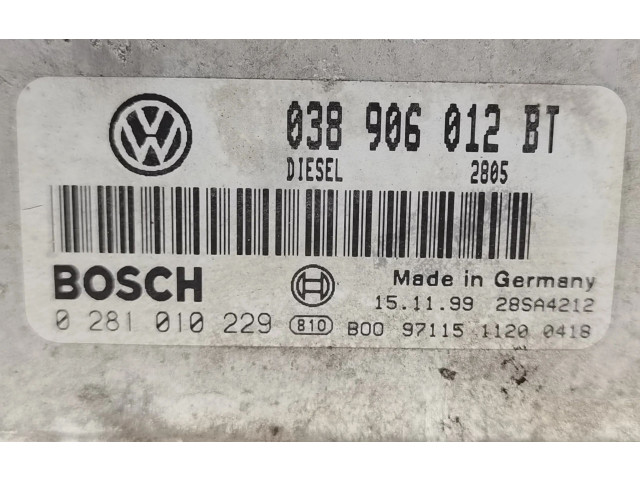 VW 038 906 012 BT
DIESEL 2805
BOSCH Made in Germany
15.11.99 28SA4212
0 281 010 229 810 B00 97115 1120 0418